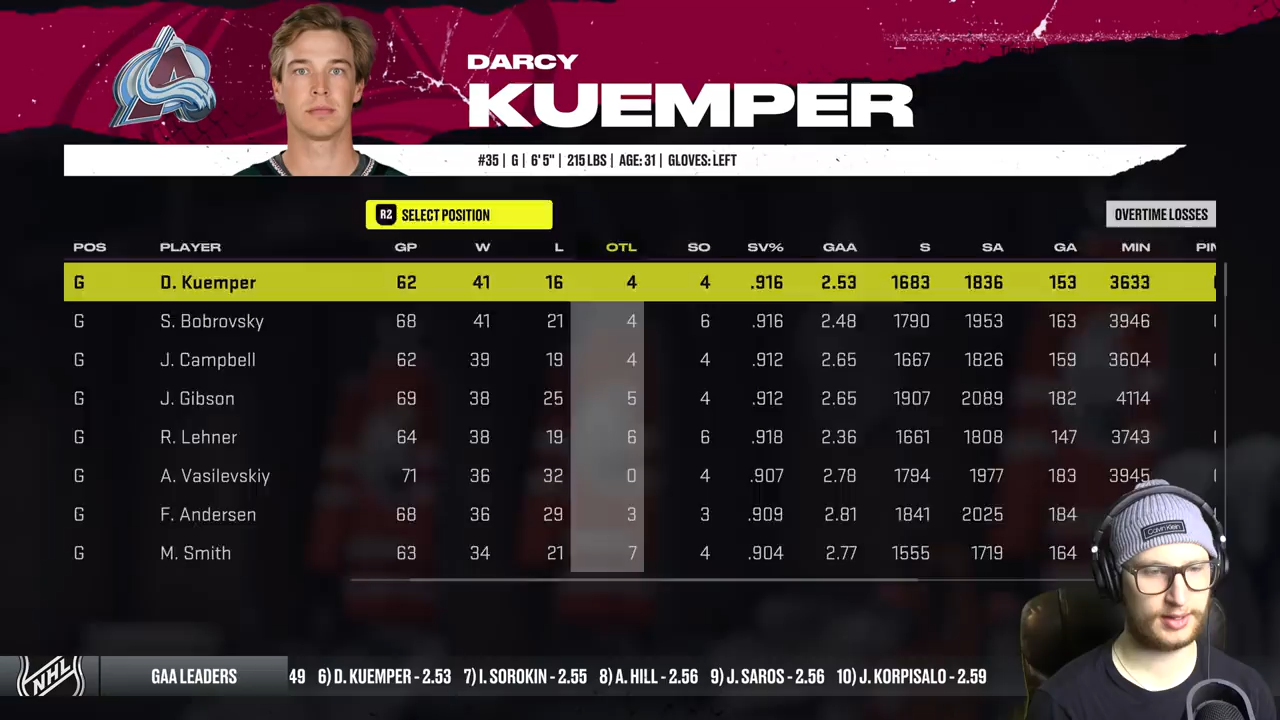 DARCY
KUEMPER
#35 | G | 6' 5" | 215 LBS | AGE: 31 | GLOVES: LEFT
R2 SELECT POSITION
OVERTIME LOSSES
POS PLAYER GP W L OTL SO SV% GAA S SA GA MIN PIM
G D. Kuemper 62 41 16 4 4 .916 2.53 1683 1836 153 3633
G S. Bobrovsky 68 41 21 4 6 .916 2.48 1790 1953 163 3946
G J. Campbell 62 39 19 4 4 .912 2.65 1667 1826 159 3604
G J. Gibson 69 38 25 5 4 .912 2.65 1907 2089 182 4114
G R. Lehner 64 38 19 6 6 .918 2.36 1661 1808 147 3743
G A. Vasilevskiy 71 36 32 0 4 .907 2.78 1794 1977 183 3945
G F. Andersen 68 36 29 3 3 .909 2.81 1841 2025 184
G M. Smith 63 34 21 7 4 .904 2.77 1555 1719 164
Calvin Klein
NHL GAA LEADERS 49 6) D. KUEMPER - 2.53 7) I. SOROKIN - 2.55 8) A. HILL - 2.56 9) J. SAROS - 2.56 10) J. KORPISALO - 2.59